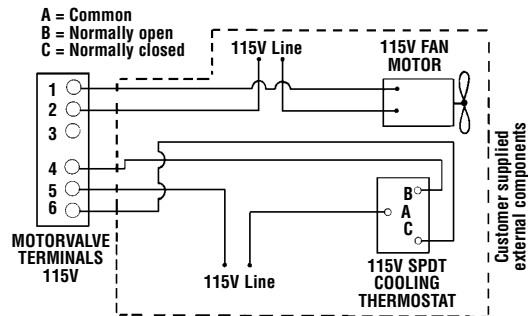 A = Common
B = Normally open
C = Normally closed
115V Line
115V FAN
MOTOR
1
2
3
4
5
6
MOTORVALVE
TERMINALS
115V
B
A
C
115V Line
115V SPDT
COOLING
THERMOSTAT
Customer supplied
external components